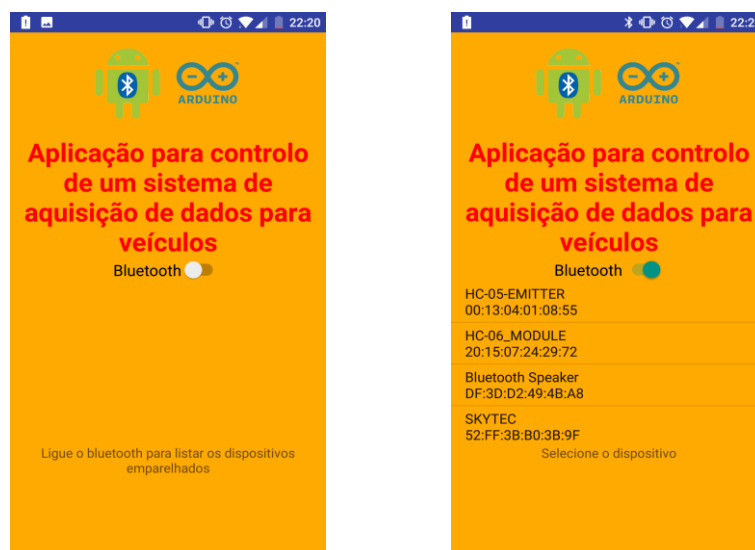 22:20
ARDUINO
Aplicação para controlo
de um sistema de
aquisição de dados para
veículos
Bluetooth
Ligue o bluetooth para listar os dispositivos
emparelhados
22:2
ARDUINO
Aplicação para controlo
de um sistema de
aquisição de dados para
veículos
Bluetooth
HC-05-EMITTER
00:13:04:01:08:55
HC-06_MODULE
20:15:07:24:29:72
Bluetooth Speaker
DF:3D:D2:49:4B:A8
SKYTEC
52:FF:3B:B0:3B:9F
Selecione o dispositivo